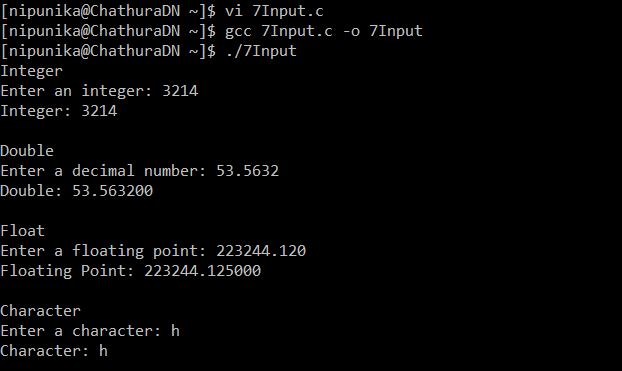 [nipunika@ChathuraDN ~]$ vi 7Input.c
[nipunika@ChathuraDN ~]$ gcc 7Input.c -o 7Input
[nipunika@ChathuraDN ~]$ ./7Input
Integer
Enter an integer: 3214
Integer: 3214

Double
Enter a decimal number: 53.5632
Double: 53.563200

Float
Enter a floating point: 223244.120
Floating Point: 223244.125000

Character
Enter a character: h
Character: h